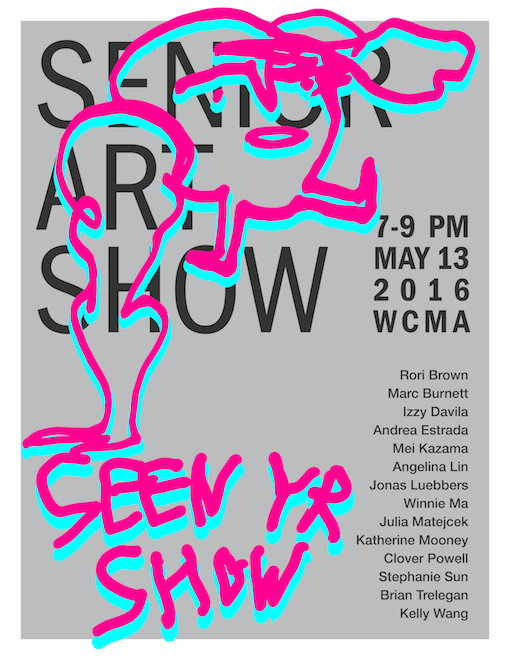 SENIOR
ART
SHOW
7-9 PM
MAY 13
2016
WCMA
Rori Brown
Marc Burnett
Izzy Davila
Andrea Estrada
Mei Kazama
Angelina Lin
Jonas Luebbers
Winnie Ma
Julia Matejcek
Katherine Mooney
Clover Powell
Stephanie Sun
Brian Trelegan
Kelly Wang
SEEN YR
SHOW